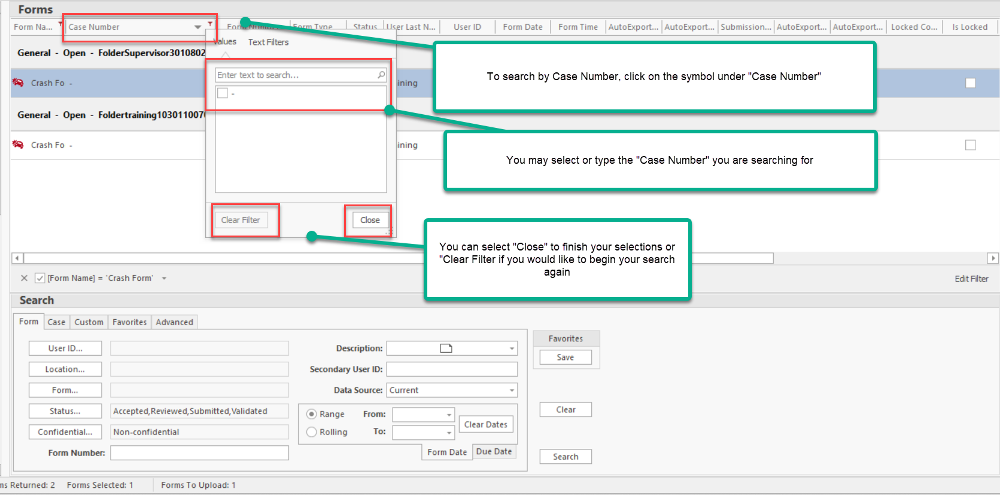 Forms
Form Na... Case Number Form Number Form Type Status User Last N... User ID Form Date Form Time AutoExport... AutoExport... Submission... AutoExport... AutoExport... Locked Co... Is Locked
Values Text Filters
General - Open - FolderSupervisor3010802
Enter text to search...
To search by Case Number, click on the symbol under "Case Number"
Crash Fo - ining
-
General - Open - Foldertraining1030110070
Crash Fo - ining
You may select or type the "Case Number" you are searching for
Clear Filter Close
You can select "Close" to finish your selections or
"Clear Filter if you would like to begin your search
again
[Form Name] = 'Crash Form' Edit Filter
Search
Form Case Custom Favorites Advanced
User ID... Description: Favorites
Location... Secondary User ID: Save
Form... Data Source: Current
Status... Accepted,Reviewed,Submitted,Validated Range From: Clear
Confidential... Non-confidential Rolling To: Clear Dates
Form Number: Form Date Due Date Search
ms Returned: 2 Forms Selected: 1 Forms To Upload: 1